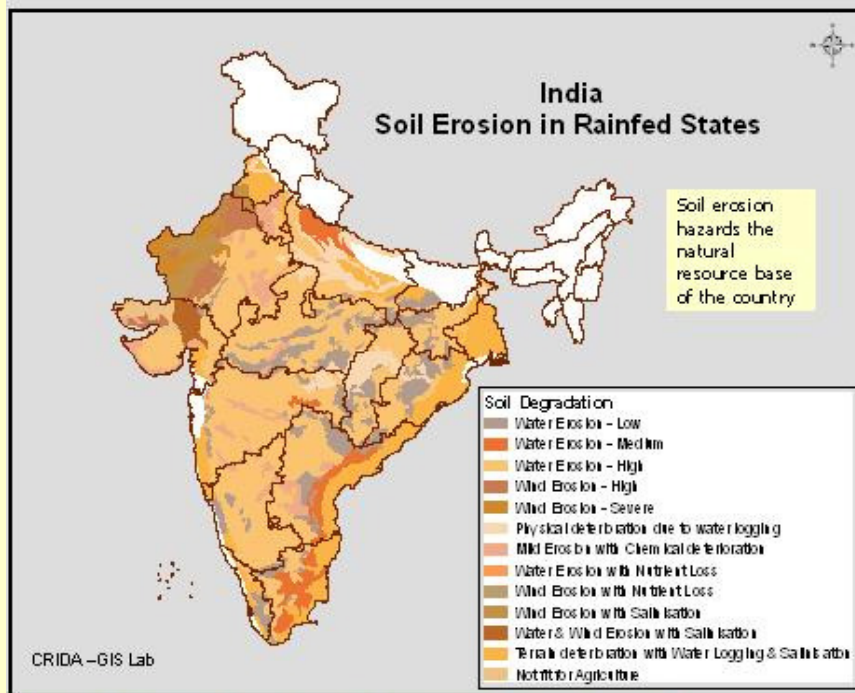 India
Soil Erosion in Rainfed States
Soil erosion
hazards the
natural
resource base
of the country
Soil Degradation
Water Erosion - Low
Water Erosion - Medium
Water Erosion - High
Wind Erosion - High
Wind Erosion - Severe
Physical deterioration due to water logging
Mild Erosion with Chemical deterioration
Water Erosion with Nutrient Loss
Wind Erosion with Nutrient Loss
Wind Erosion with Salinisation
Water & Wind Erosion with Salinisation
Terrain deterioration with Water Logging & Salinisation
Not fit for Agriculture
CRIDA -GIS Lab